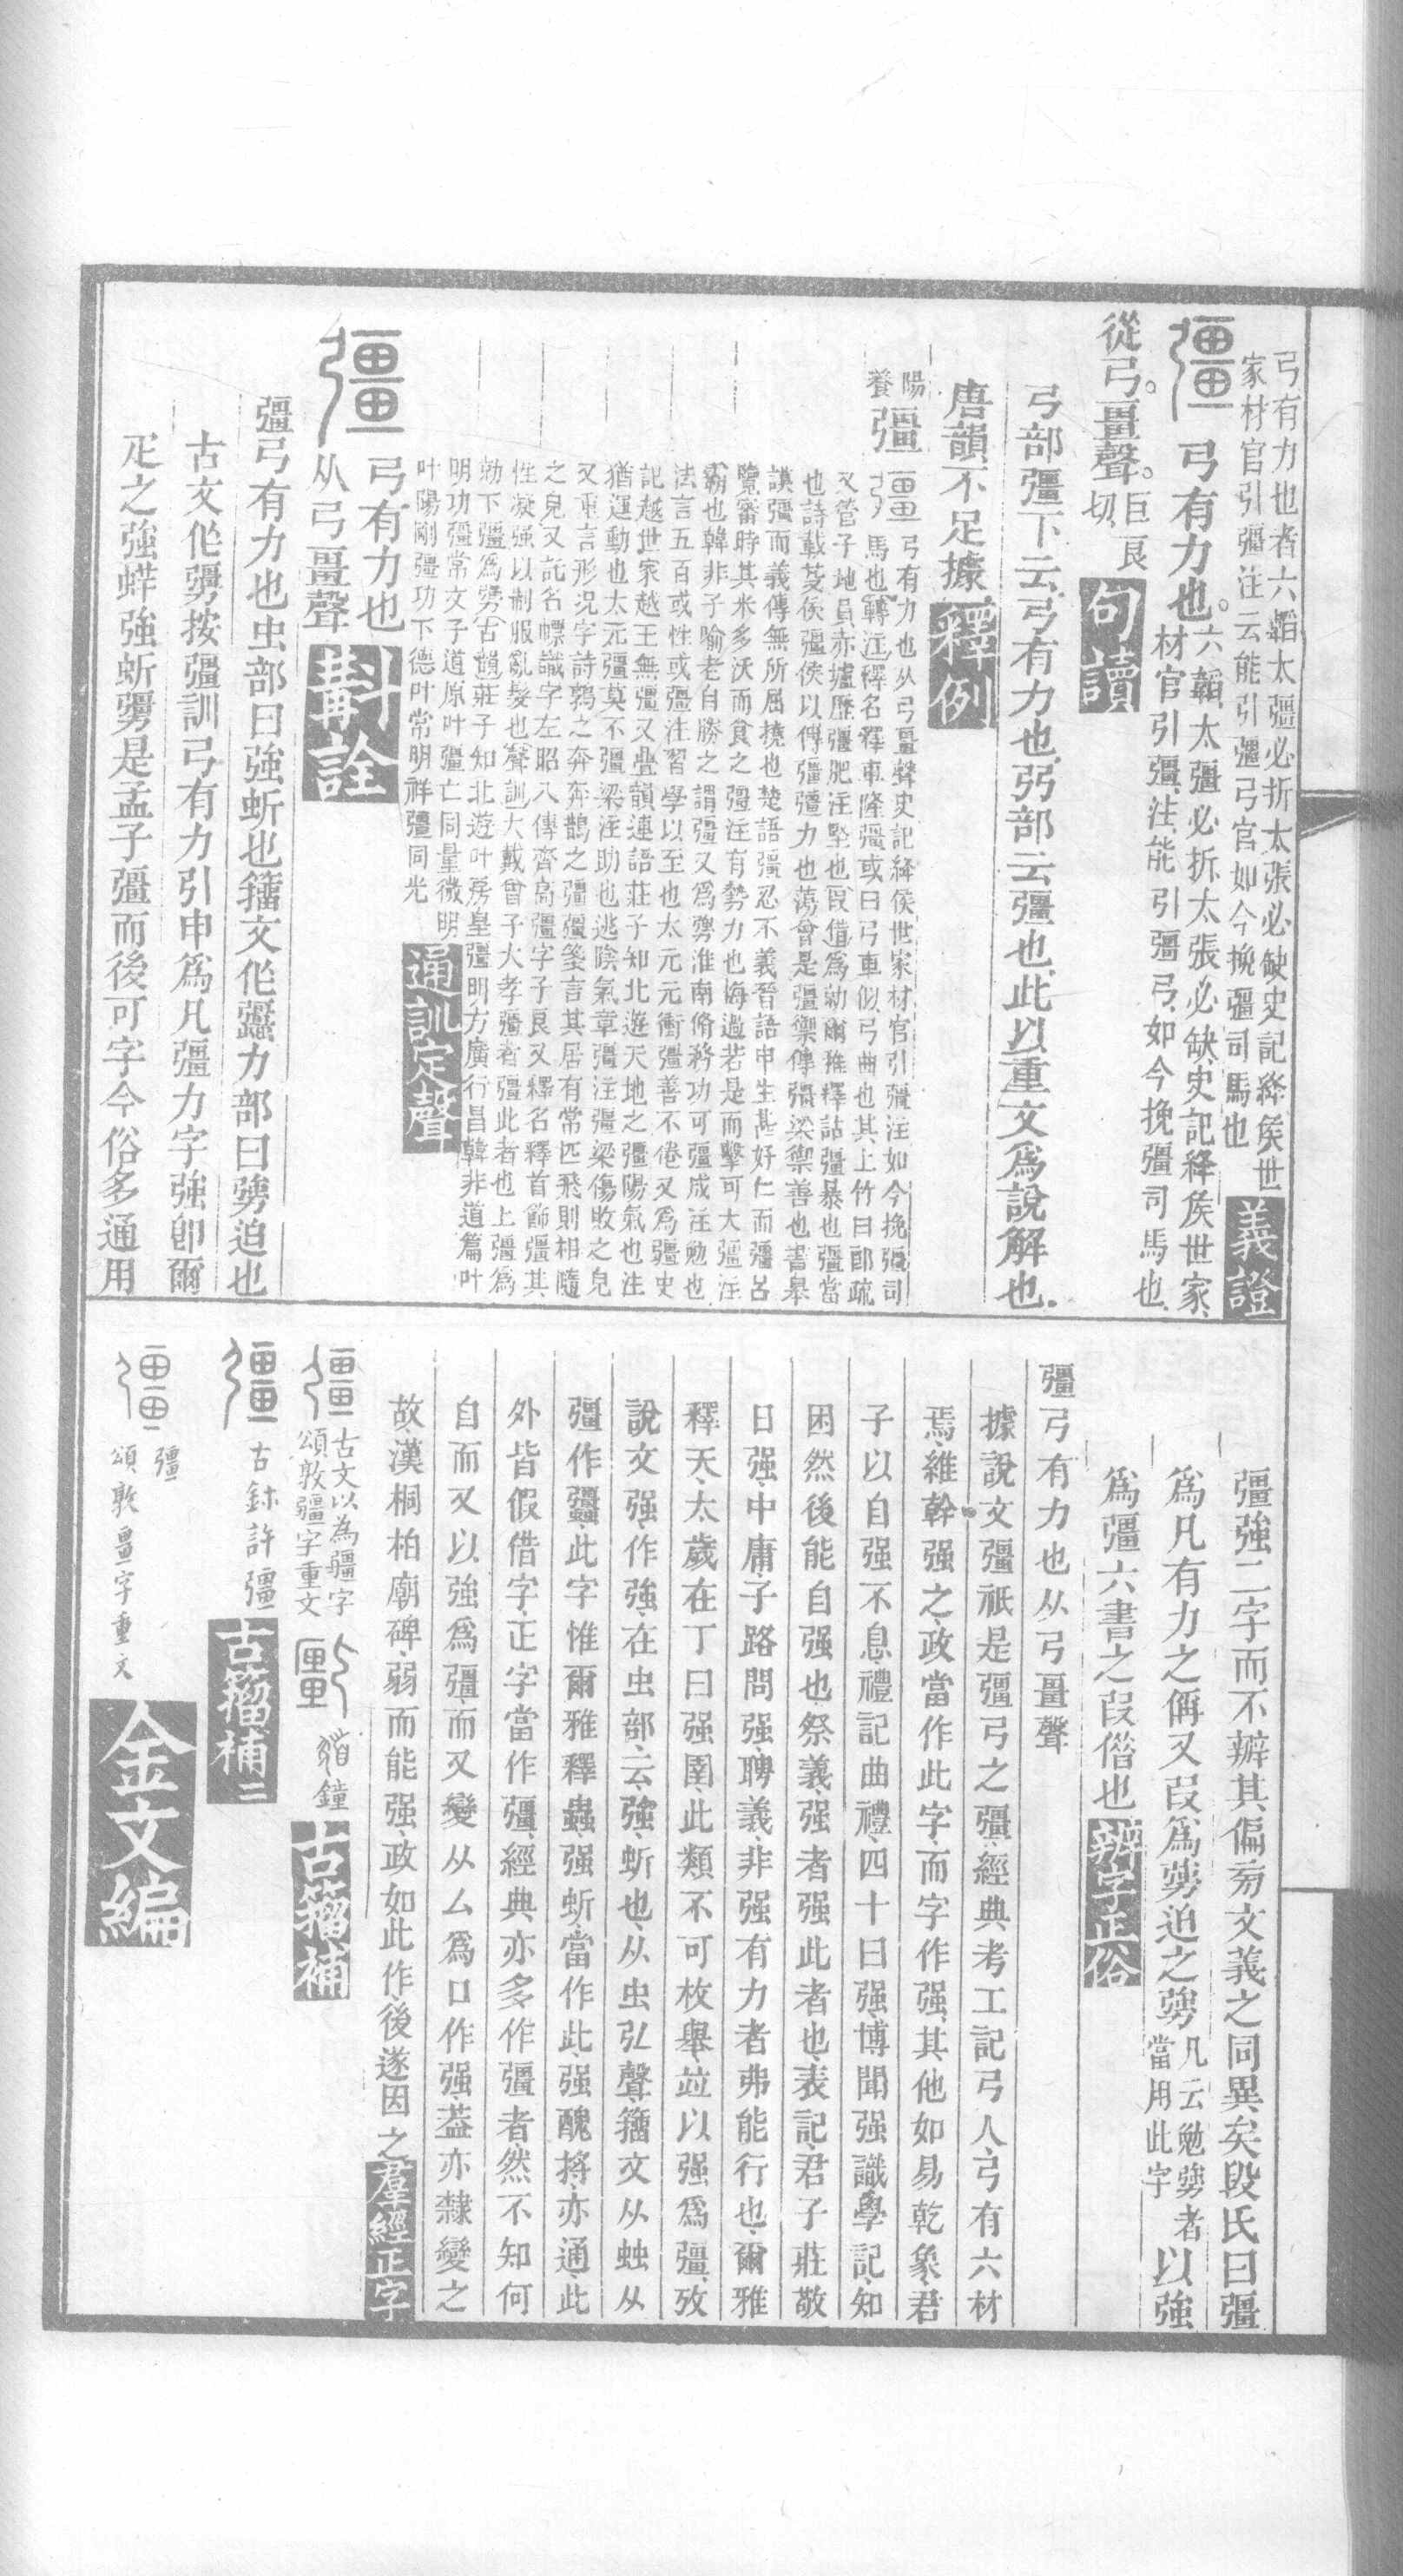 弓有力也者六韜太彊必折太張必缺史記絳矦世
家材官引彊注云能引彊弓官如今挽彊司馬也
義證
彊 弓有力也。六韜、太彊必折、太張必缺、史記絳矦世家、
材官引彊、注、能引彊弓、如今挽彊司馬也、
從弓。畺聲。巨良切、
句讀
弓部彊下云、弓有力也、弜部云彊也、此以重文爲說解也、
唐韻不足據、
釋例
陽養
彊 彊 弓有力也从弓畺聲史記絳侯世家材官引彊注如今挽彊司
馬也轉注釋名釋車隆彊或曰弓車似弓曲也其上竹曰郎疏
又管子地員赤壚歷彊肥注堅也叚借爲勍爾雅釋詁彊暴也彊當
也詩載芟侯彊侯以傳彊彊力也蕩曾是彊禦傳彊梁禦善也書皋
謨彊而義傳無所屈撓也楚語彊忍不義晉語申生甚好仁而彊呂
覽審時其米多沃而食之彊注有勢力也悔過若是而擊可大彊注
霸也韓非子喻老自勝之謂彊又爲勥淮南脩務功可彊成注勉也
法言五百或性或彊注習學以至也太元元衝彊善不倦又爲彊史
記越世家越王無彊又疊韻連語莊子知北遊天地之彊陽氣也注
猶運動也太元彊莫不彊梁注助也逃陰氣章彊注彊梁傷敗之皃
又重言形況字詩鶉之奔奔鵲之彊彊箋言其居有常匹飛則相隨
之皃又託名幖識字左昭八傳齊高彊字子良又釋名釋首飾彊其
性凝强以制服亂髮也聲訓大戴曾子大孝彊者彊此者也上彊爲
勍下彊爲勥古韻莊子知北遊叶旁皇彊明方廣行昌韓非道篇叶
明功彊常文子道原叶彊亡同量微明
叶陽剛彊功下德叶常明祥彊同光
通訓定聲
彊 弓有力也
从弓畺聲
斠詮
彊弓有力也虫部曰強蚚也籒文作䖆力部曰勥迫也
古文作勥按彊訓弓有力引申爲凡彊力字強卽爾
疋之強蛘強蚚勥是孟子彊而後可字今俗多通用
彊強二字而不辨其偏㫄文義之同異矣段氏曰彊
爲凡有力之偁又叚爲勥迫之勥凡云勉勥者當用此字以強
爲彊六書之叚借也
辨字正俗
彊弓有力也从弓畺聲
據說文彊祇是彊弓之彊、經典考工記弓人、弓有六材
焉、維幹强之、政當作此字、而字作强、其他如易乾象、君
子以自强不息、禮記曲禮、四十曰强、博聞强識、學記、知
困然後能自强也、祭義、强者强此者也、表記、君子莊敬
日强、中庸、子路問强、聘義、非强有力者弗能行也、爾雅
釋天、太歲在丁曰强圉、此類不可枚舉、竝以强爲彊、攷
說文强、作強、在虫部、云、強、蚚也、从虫弘聲、籒文从䖵从
彊作䖆、此字惟爾雅釋蟲、强蚚、當作此、强醜捋、亦通、此
外皆假借字、正字當作彊、經典、亦多作彊者、然不知何
自而又以強爲彊、而又變从厶爲口作强、葢亦隸變之
故、漢桐柏廟碑、弱而能强、政如此作、後遂因之
羣經正字
彊 古文以為疆字
頌敦疆字重文
古籒補
彊 古鉥許彊
古籒補二
彊 彊
頌敦畺字重文
金文編